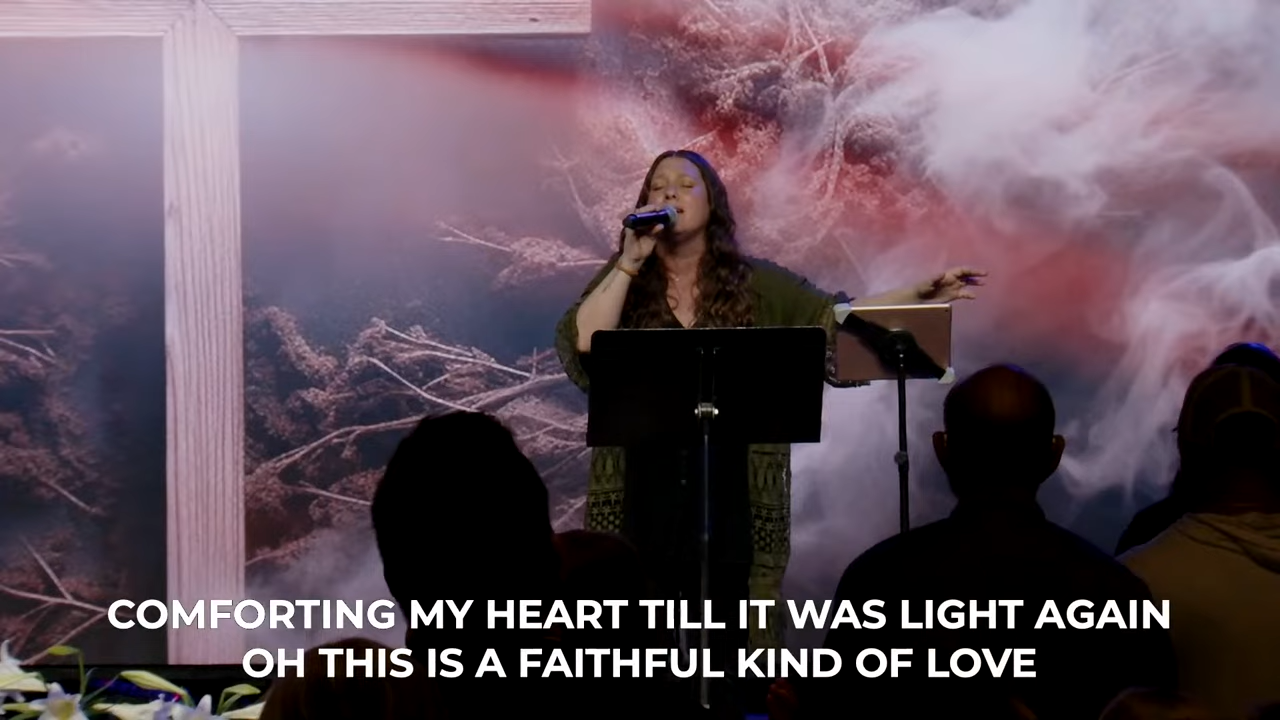 COMFORTING MY HEART TILL IT WAS LIGHT AGAIN
OH THIS IS A FAITHFUL KIND OF LOVE